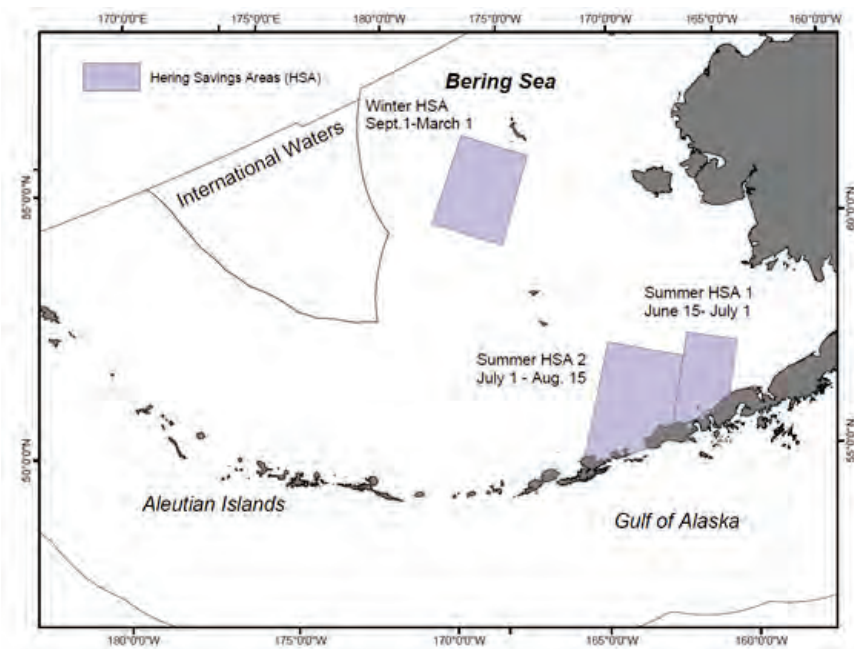 170°0'0"E 175°0'0"E 180°0'0"W 175°0'0"W 170°0'0"W 165°0'0"W 160°0'0"W
Hering Savings Areas (HSA)
Bering Sea
Winter HSA
Sept.1-March 1
International Waters
55°0'0"N
60°0'0"N
Summer HSA 1
June 15- July 1
Summer HSA 2
July 1 - Aug. 15
50°0'0"N
55°0'0"N
Aleutian Islands
Gulf of Alaska
180°0'0"W 175°0'0"W 170°0'0"W 165°0'0"W 160°0'0"W